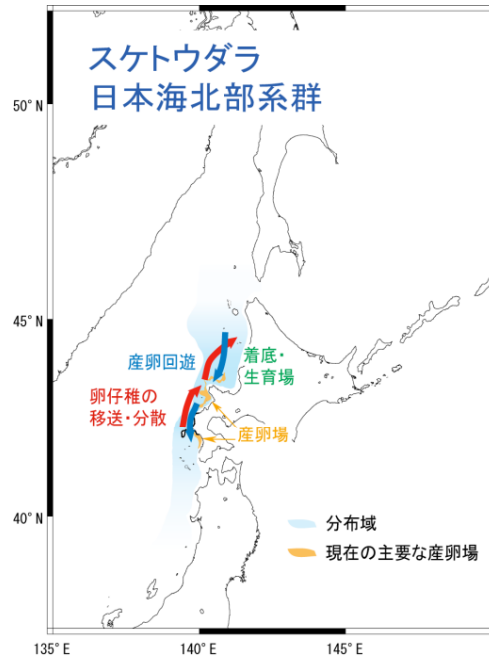 スケトウダラ
日本海北部系群
50° N
45° N
産卵回遊
着底・
生育場
卵仔稚の
移送・分散
産卵場
40° N
分布域
現在の主要な産卵場
135° E
140° E
145° E